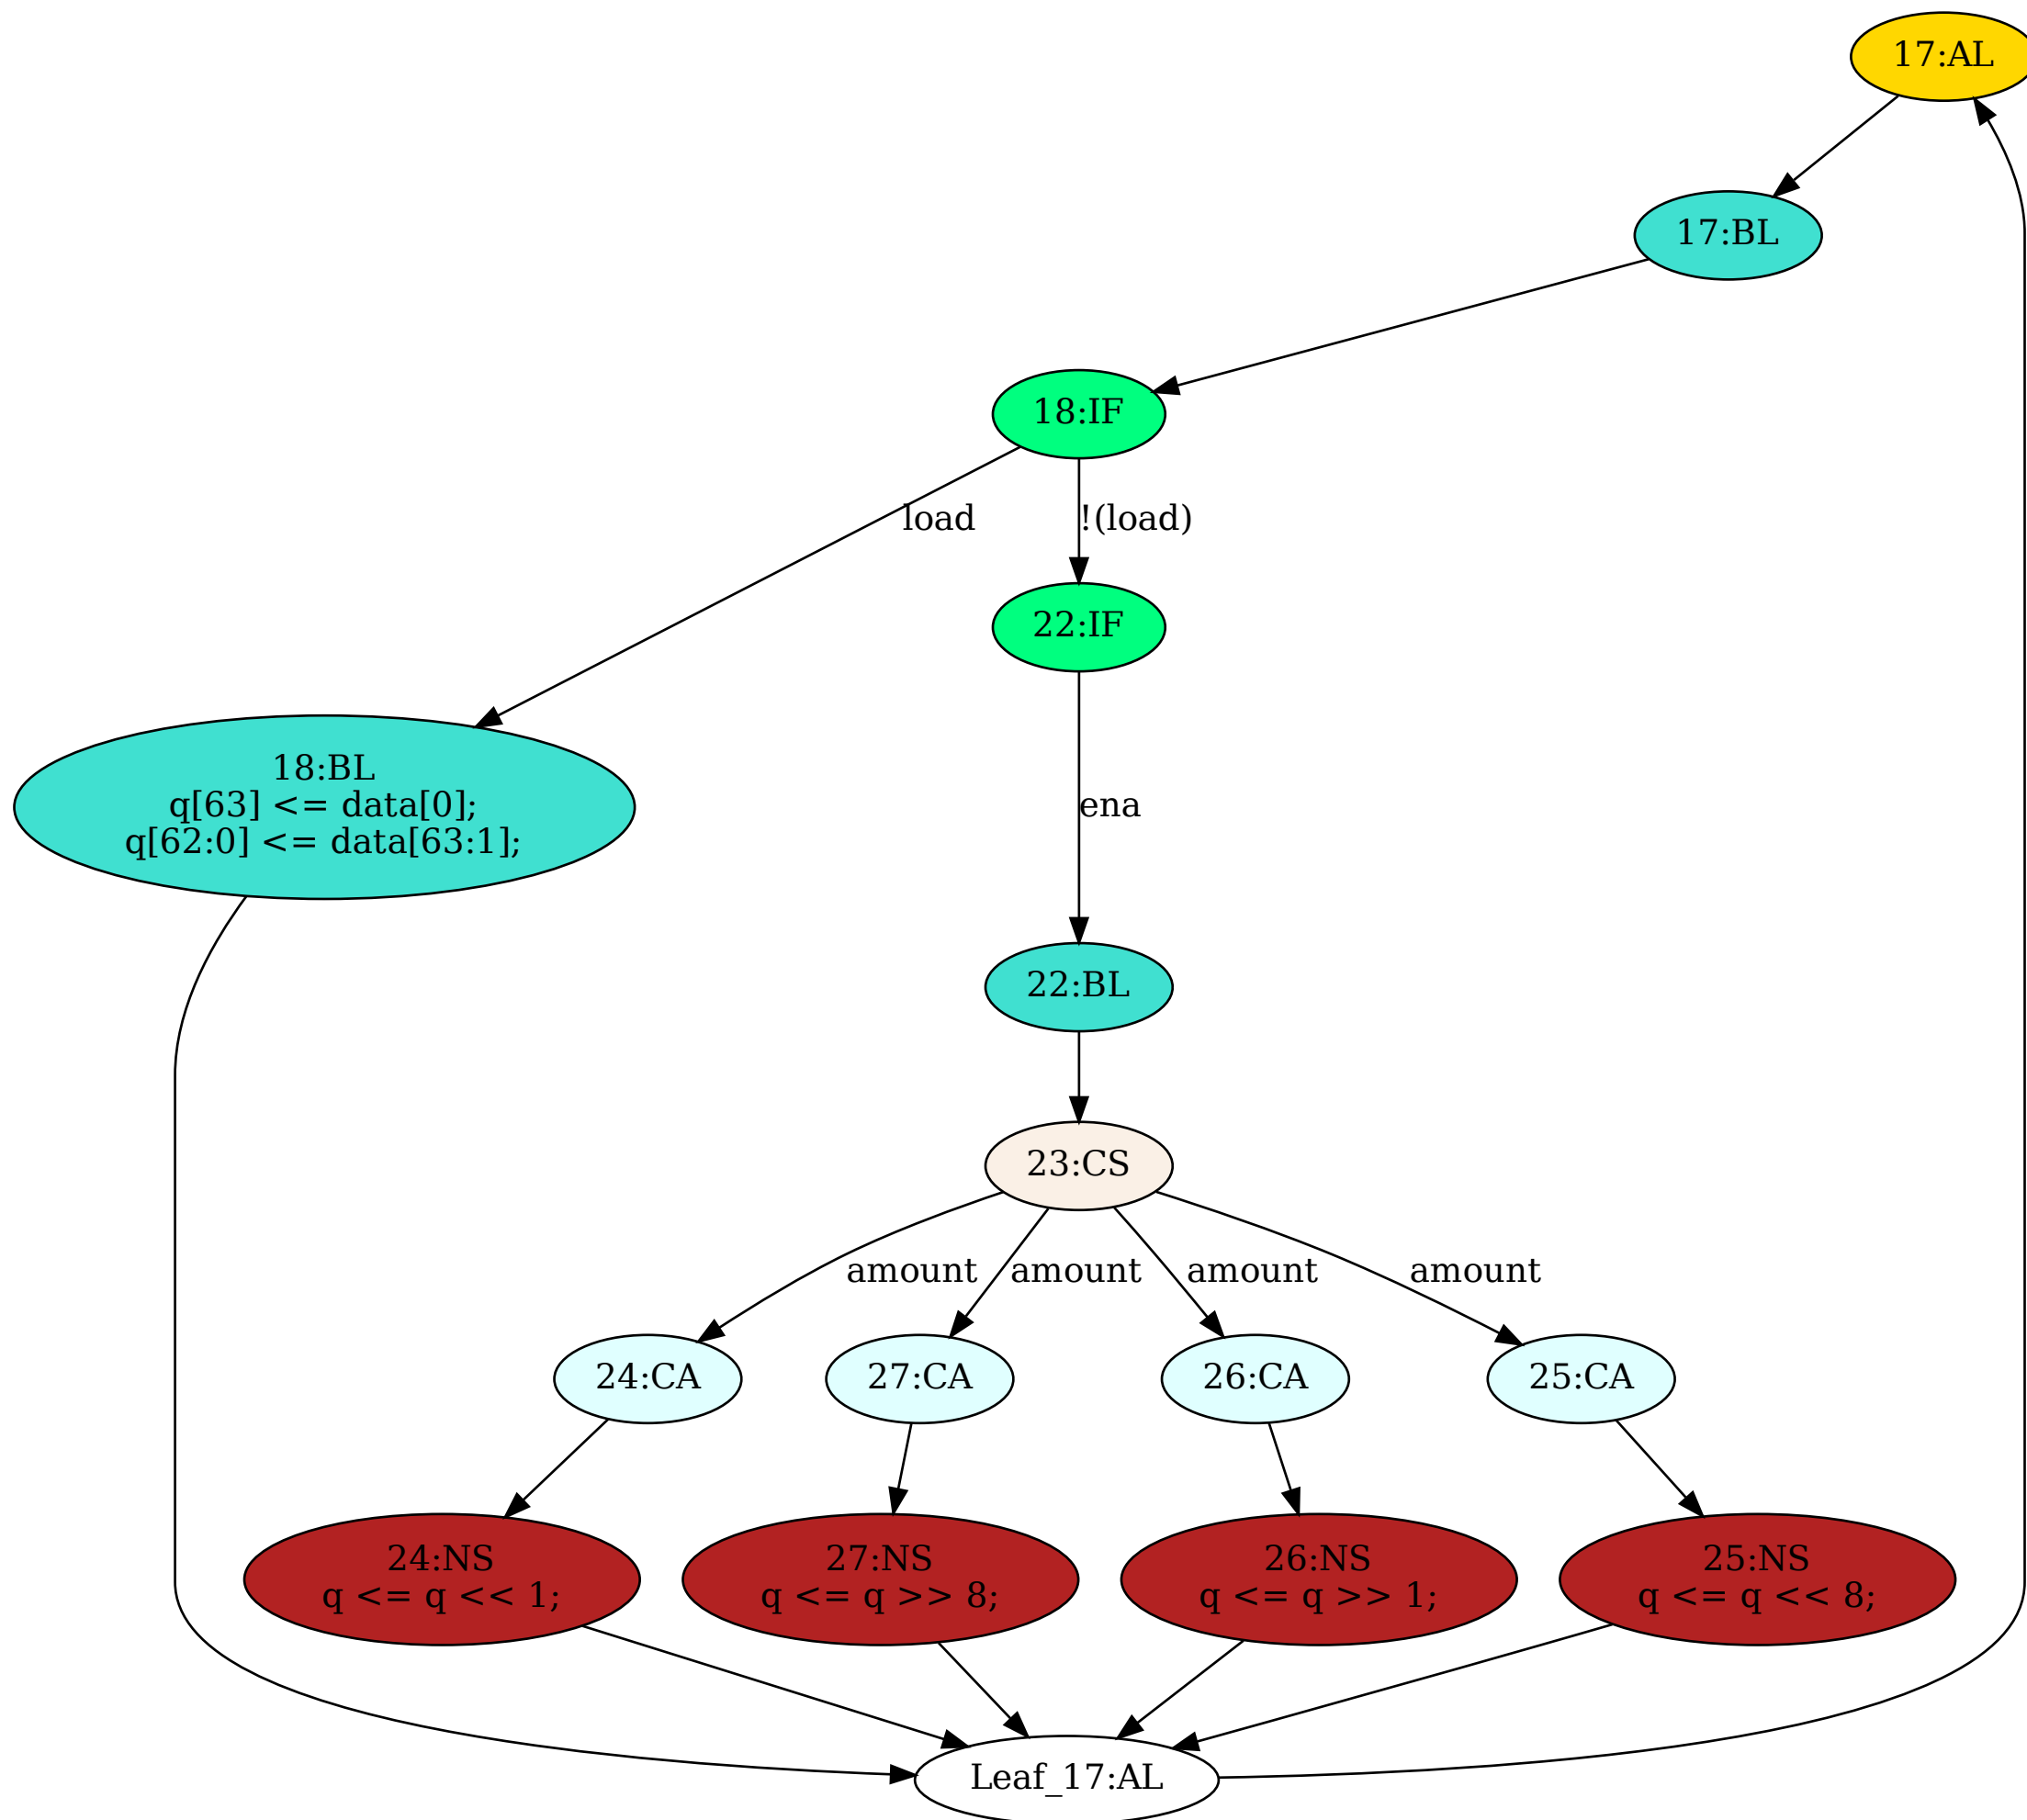 17:AL
17:BL
18:IF
load
!(load)
22:IF
18:BL
q[63] <= data[0];
q[62:0] <= data[63:1];
ena
22:BL
23:CS
amount
amount
amount
amount
24:CA
27:CA
26:CA
25:CA
24:NS
q <= q << 1;
27:NS
q <= q >> 8;
26:NS
q <= q >> 1;
25:NS
q <= q << 8;
Leaf_17:AL